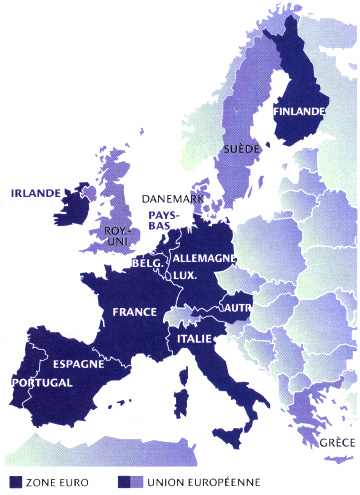 FINLANDE
SUÈDE
IRLANDE
DANEMARK
PAYS-
BAS
ROY.-
UNI
BELG.
ALLEMAGNE
LUX.
FRANCE
AUTR
ITALIE
ESPAGNE
PORTUGAL
GRÈCE
ZONE EURO
UNION EUROPÉENNE